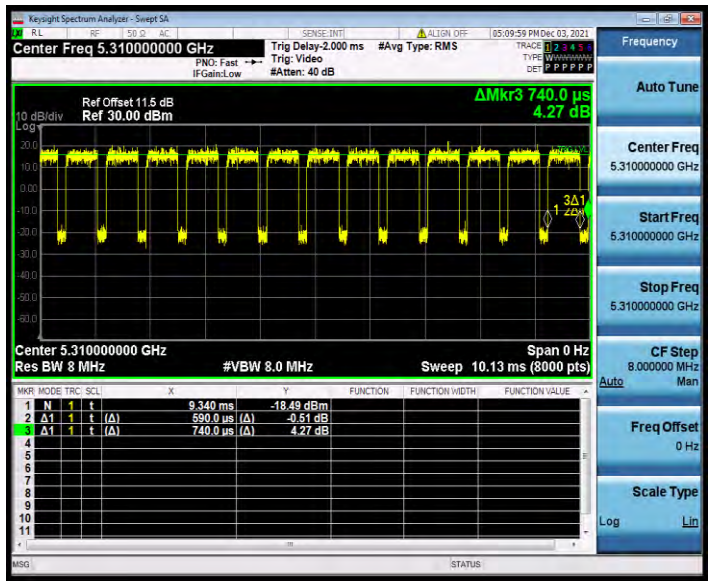 Keysight Spectrum Analyzer - Swept SA
RL RF 50 Ω AC SENSE:INT ALIGN OFF 05:09:59 PM Dec 03, 2021
Center Freq 5.310000000 GHz
PNO: Fast
IFGain:Low
Trig Delay-2.000 ms
Trig: Video
#Atten: 40 dB
#Avg Type: RMS
TRACE 1 2 3 4 5 6
TYPE WWWWWW
DET P P P P P P
Frequency
Ref Offset 11.5 dB
10 dB/div Ref 30.00 dBm
Log
ΔMkr3 740.0 µs
4.27 dB
20.0
10.0
0.00
-10.0
-20.0
-30.0
-40.0
-50.0
-60.0
3Δ1
1 2Δ1
Center 5.310000000 GHz Span 0 Hz
Res BW 8 MHz #VBW 8.0 MHz Sweep 10.13 ms (8000 pts)
MKR MODE TRC SCL X Y FUNCTION FUNCTION WIDTH FUNCTION VALUE
1 N 1 t 9.340 ms -18.49 dBm
2 Δ1 1 t (Δ) 590.0 µs (Δ) -0.51 dB
3 Δ1 1 t (Δ) 740.0 µs (Δ) 4.27 dB
4
5
6
7
8
9
10
11
MSG STATUS
Auto Tune
Center Freq
5.310000000 GHz
Start Freq
5.310000000 GHz
Stop Freq
5.310000000 GHz
CF Step
8.000000 MHz
Auto Man
Freq Offset
0 Hz
Scale Type
Log Lin